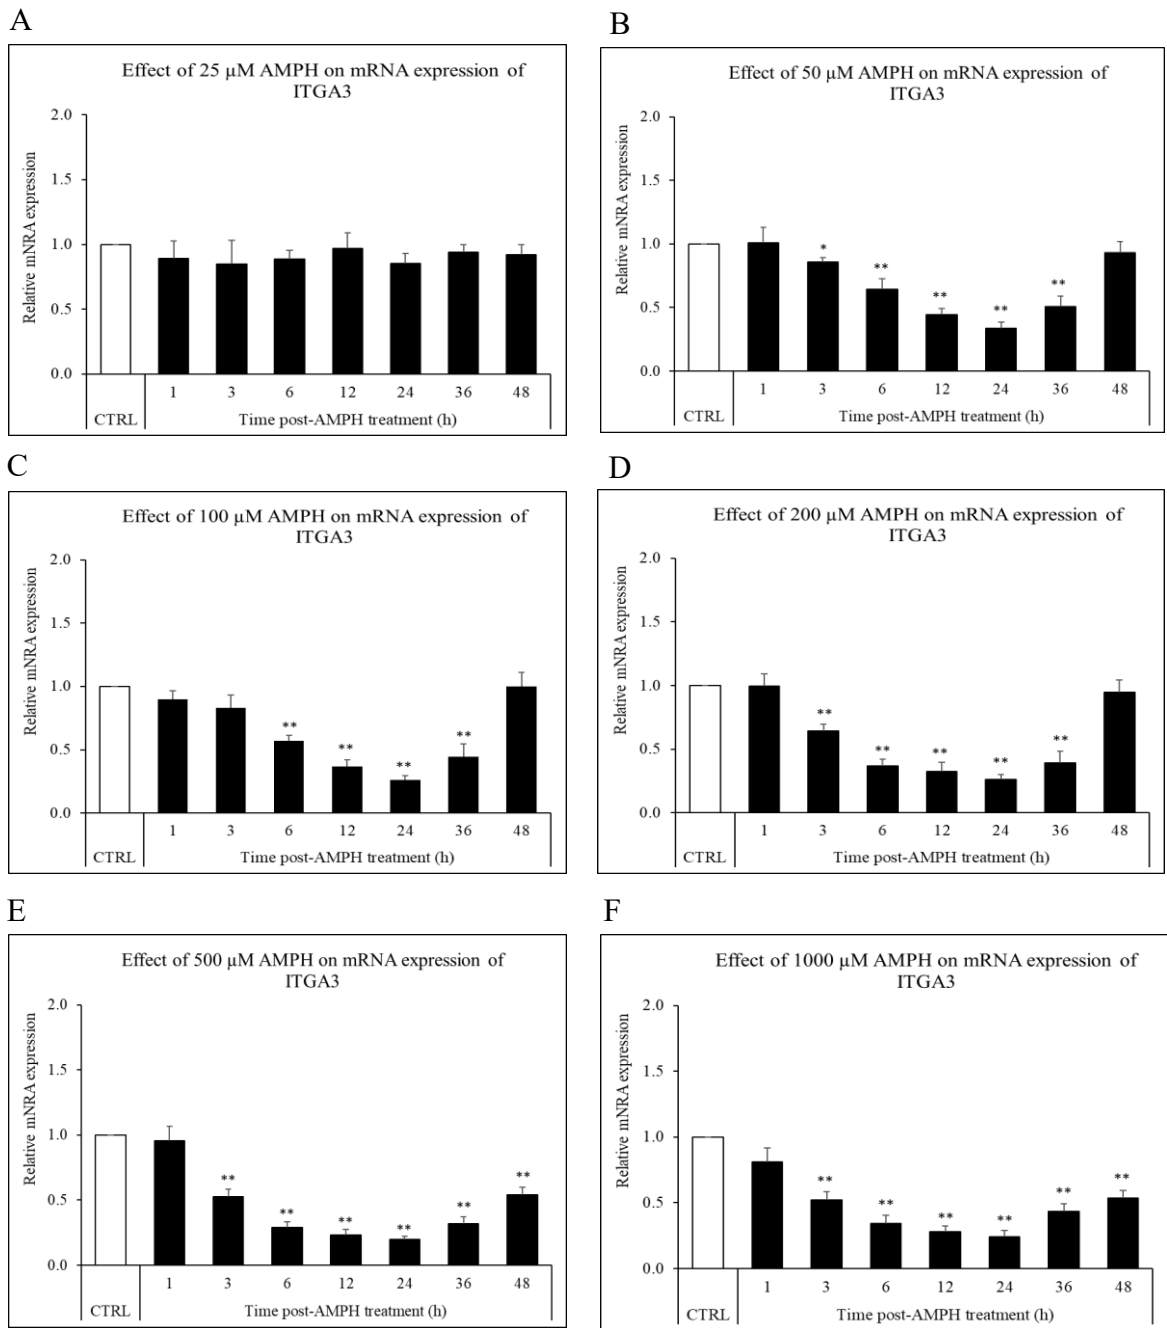 A
Effect of 25 µM AMPH on mRNA expression of
ITGA3
Relative mNRA expression
2.0
1.5
1.0
0.5
0.0
1 3 6 12 24 36 48
CTRL Time post-AMPH treatment (h)
B
Effect of 50 µM AMPH on mRNA expression of
ITGA3
Relative mNRA expression
2.0
1.5
1.0
0.5
0.0
* ** ** ** **
1 3 6 12 24 36 48
CTRL Time post-AMPH treatment (h)
C
Effect of 100 µM AMPH on mRNA expression of
ITGA3
Relative mNRA expression
2.0
1.5
1.0
0.5
0.0
** ** ** **
1 3 6 12 24 36 48
CTRL Time post-AMPH treatment (h)
D
Effect of 200 µM AMPH on mRNA expression of
ITGA3
Relative mNRA expression
2.0
1.5
1.0
0.5
0.0
** ** ** ** **
1 3 6 12 24 36 48
CTRL Time post-AMPH treatment (h)
E
Effect of 500 µM AMPH on mRNA expression of
ITGA3
Relative mNRA expression
2.0
1.5
1.0
0.5
0.0
** ** ** ** ** **
1 3 6 12 24 36 48
CTRL Time post-AMPH treatment (h)
F
Effect of 1000 µM AMPH on mRNA expression of
ITGA3
Relative mNRA expression
2.0
1.5
1.0
0.5
0.0
** ** ** ** ** **
1 3 6 12 24 36 48
CTRL Time post-AMPH treatment (h)